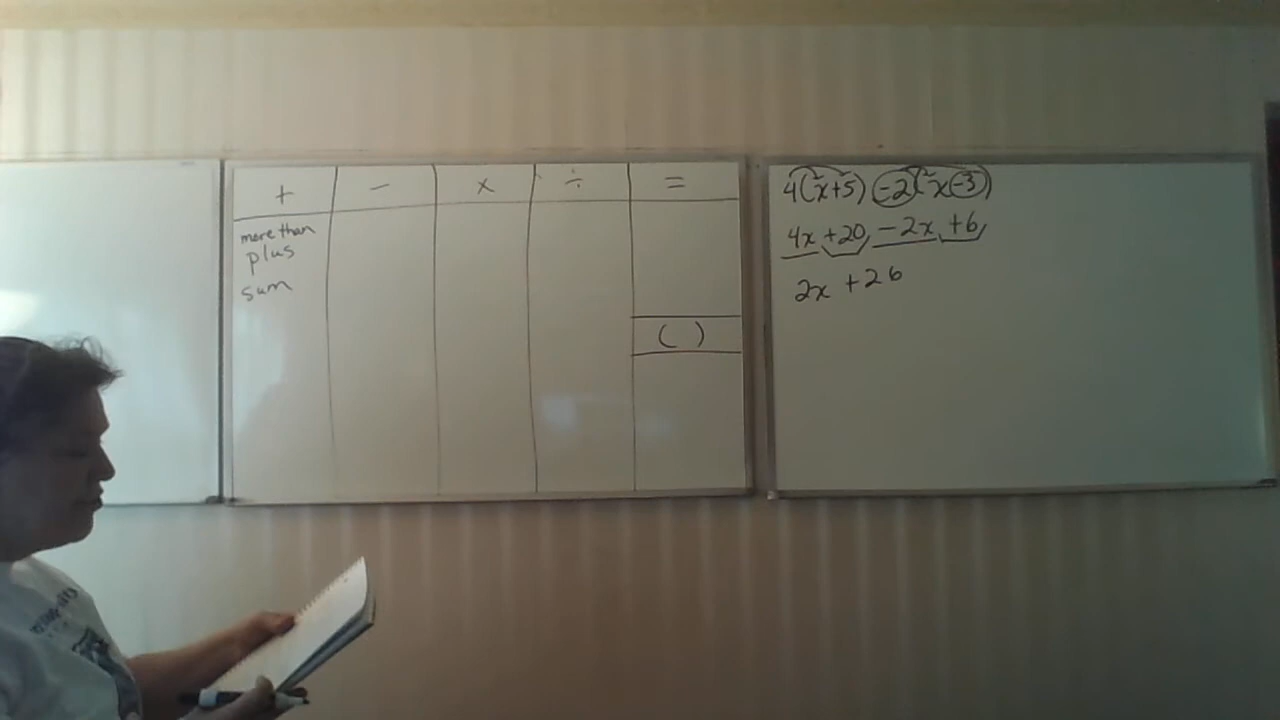 + - x ÷ =
more than
plus
sum
( )
4(x+5) -2(x-3)
4x +20 -2x +6
2x +26